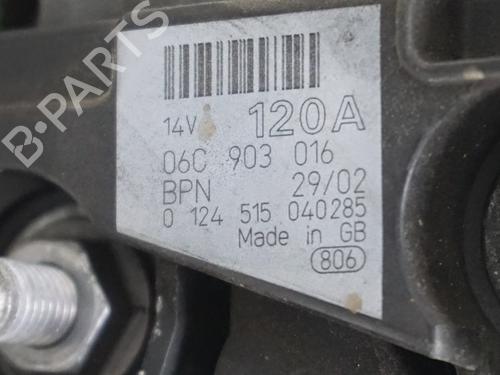 14V 120A
06C 903 016
BPN 29/02
0 124 515 040285
Made in GB
806
B-PARTS